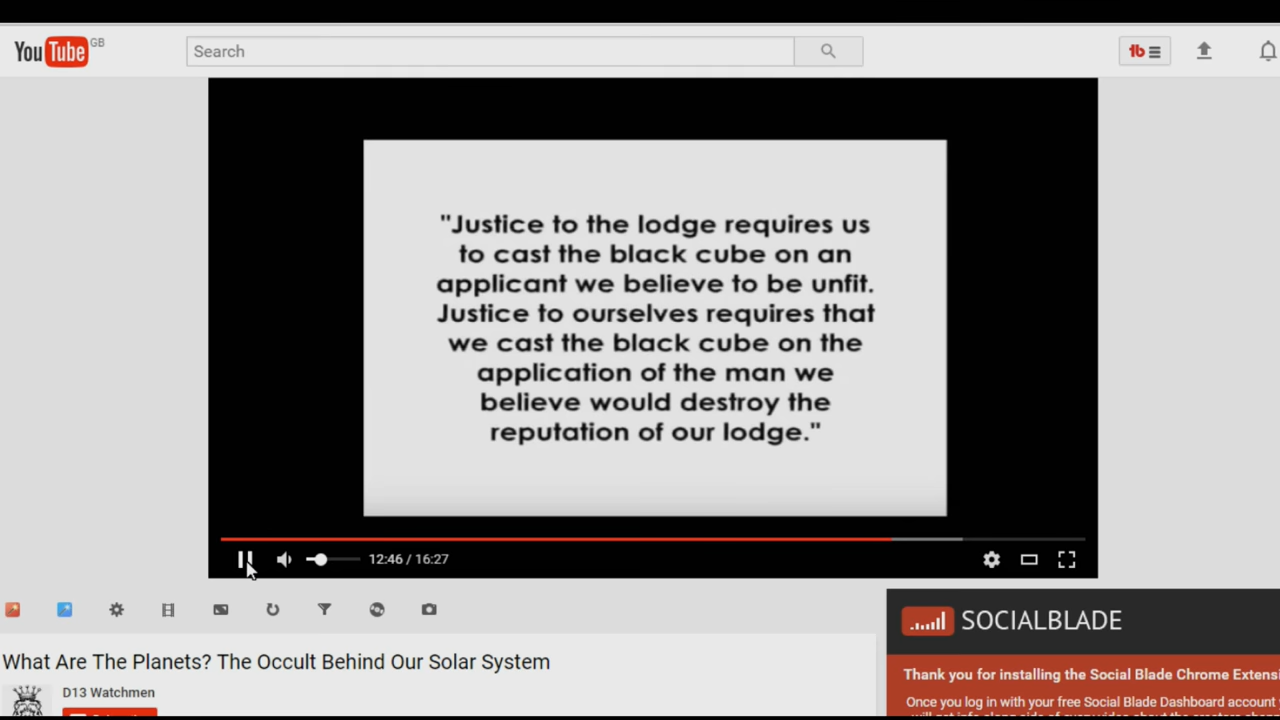 YouTube GB
Search
"Justice to the lodge requires us
to cast the black cube on an
applicant we believe to be unfit.
Justice to ourselves requires that
we cast the black cube on the
application of the man we
believe would destroy the
reputation of our lodge."
12:46 / 16:27
SOCIALBLADE
What Are The Planets? The Occult Behind Our Solar System
Thank you for installing the Social Blade Chrome Extensi
D13 Watchmen
Once you log in with your free Social Blade Dashboard account